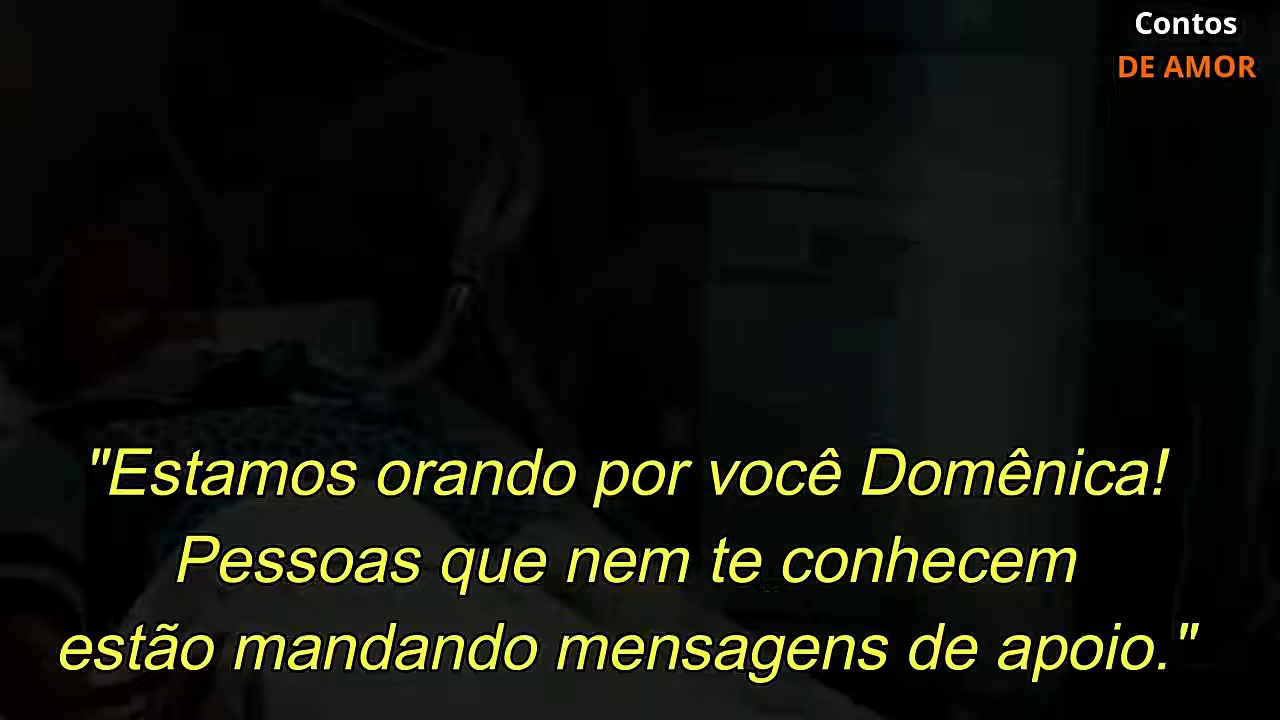 Contos
DE AMOR
"Estamos orando por você Domênica!
Pessoas que nem te conhecem
estão mandando mensagens de apoio."